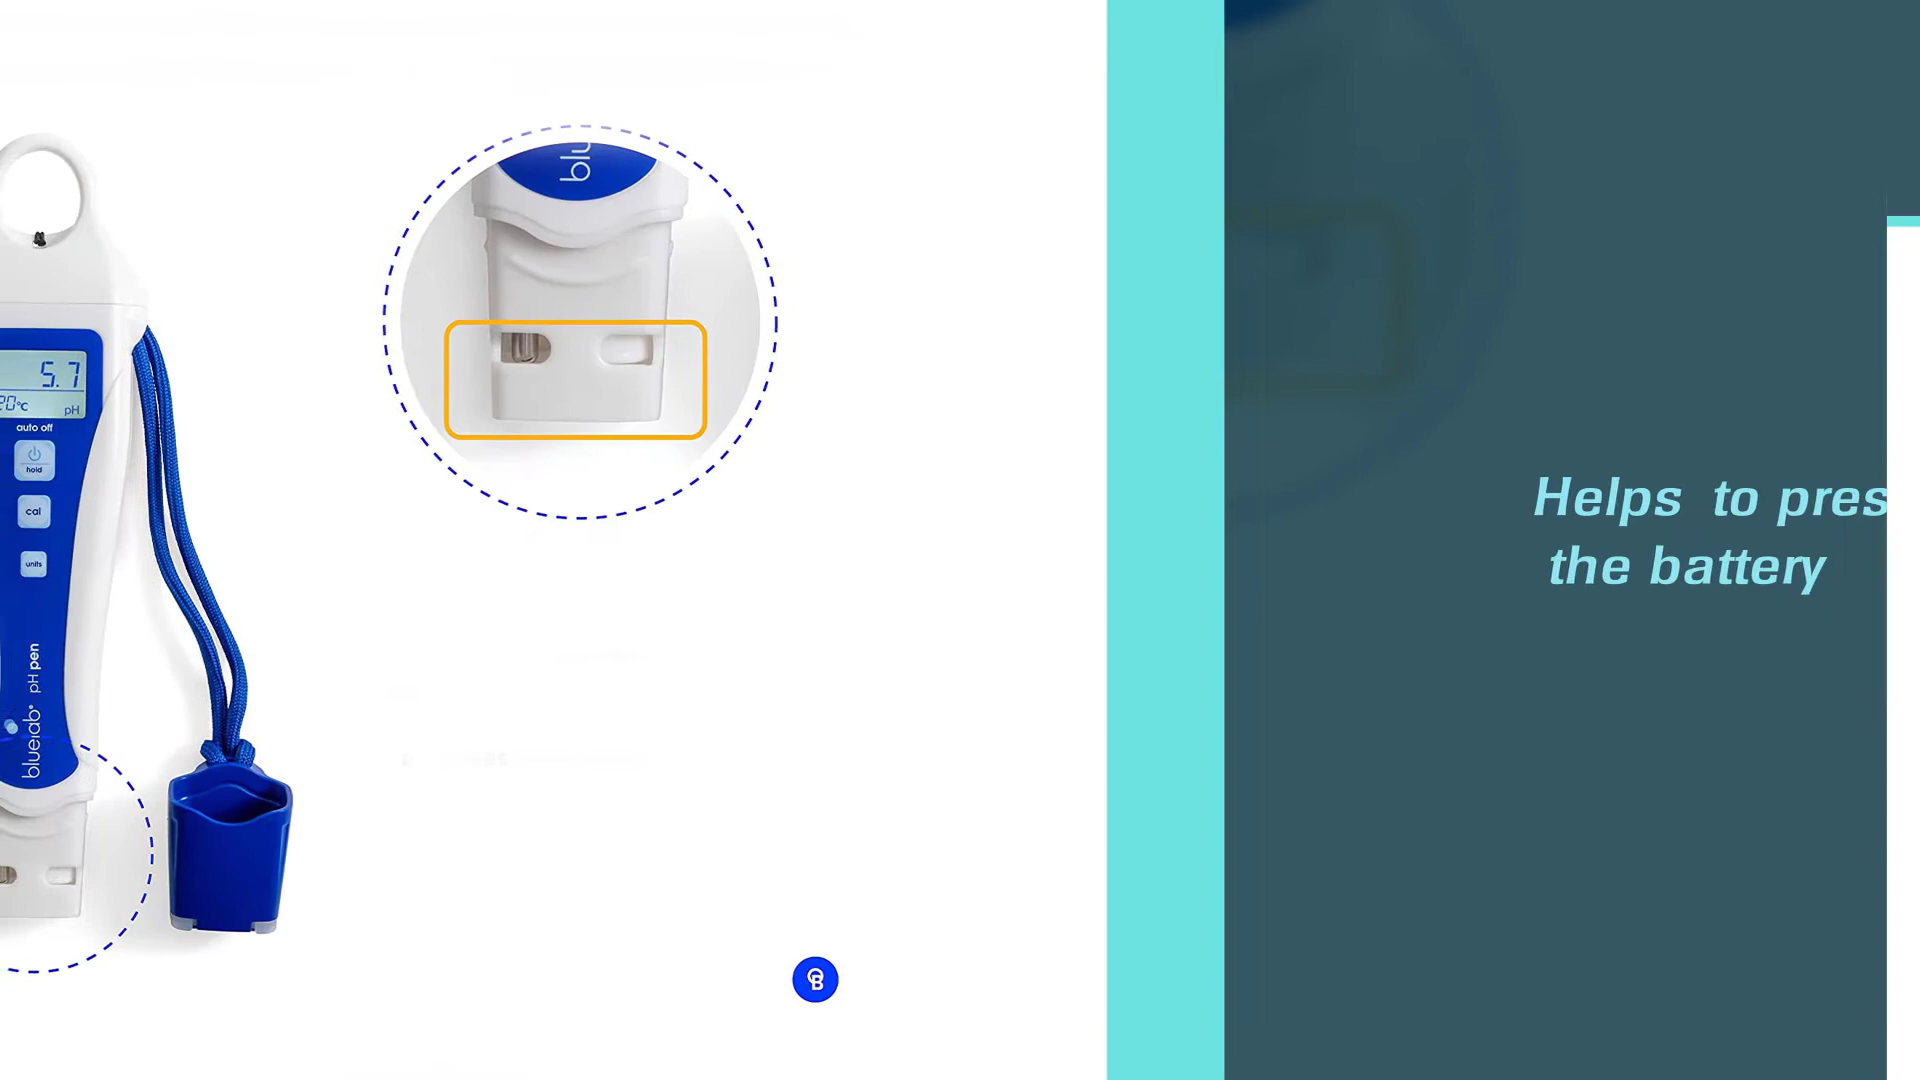 blu
5.7
20°C pH
auto off
hold
cal
units
bluelab® pH pen
Helps to pres
the battery